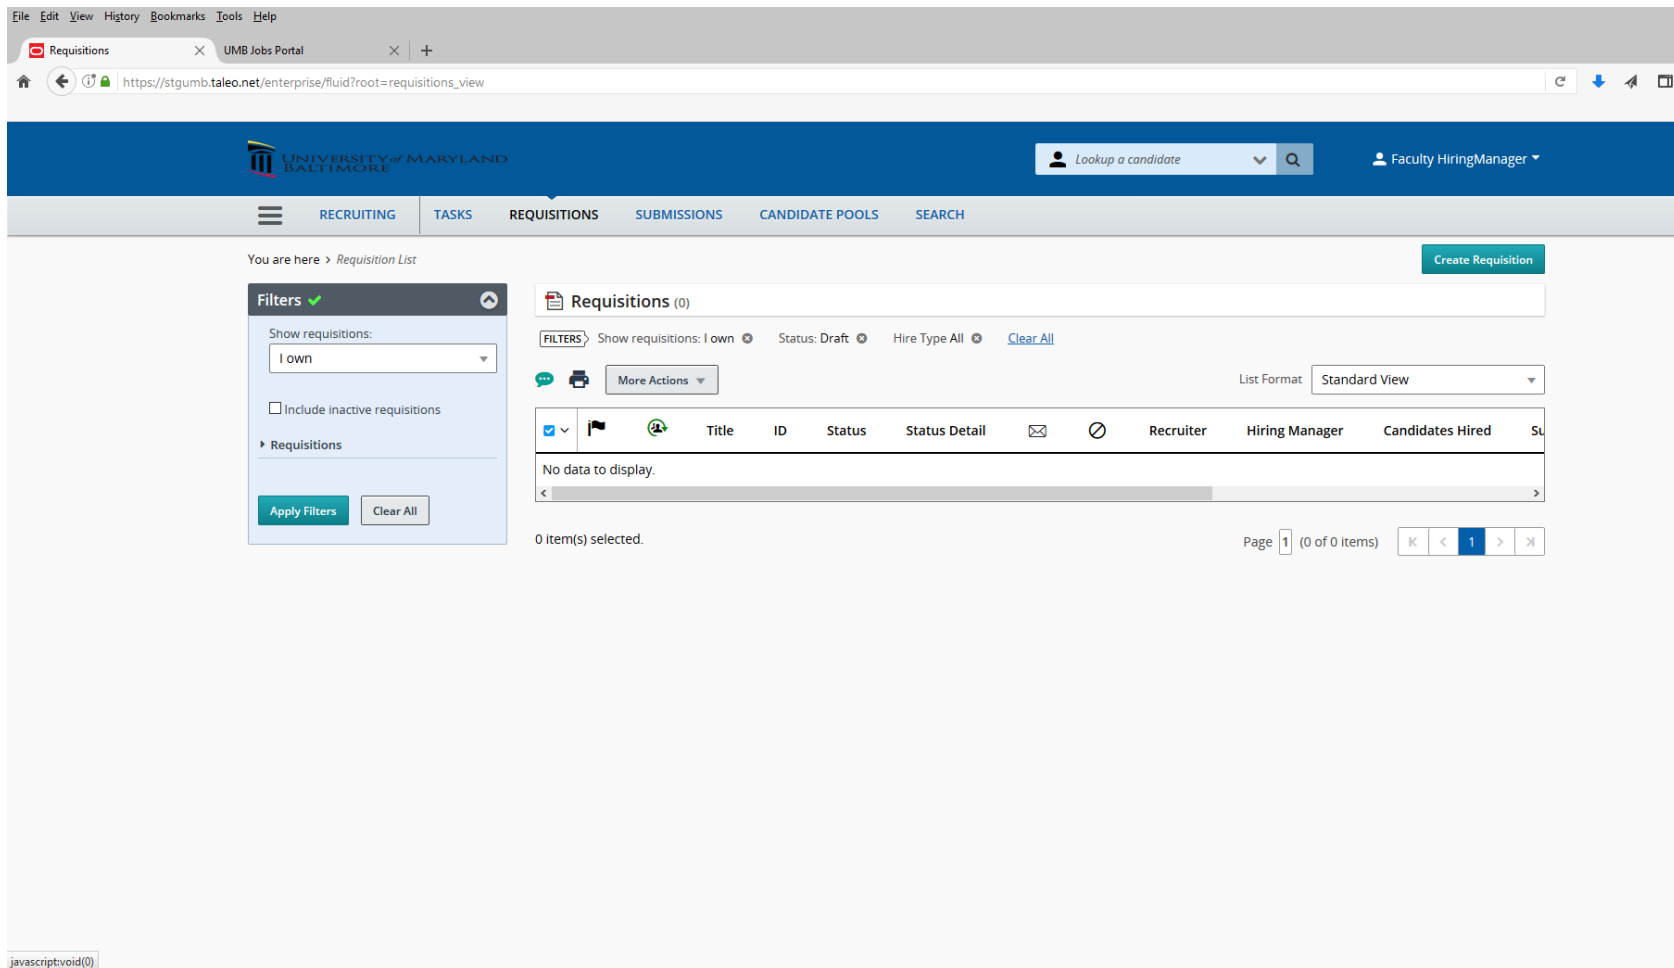 File Edit View History Bookmarks Tools Help
Requisitions UMB Jobs Portal
https://stgumb.taleo.net/enterprise/fluid?root=requisitions_view
UNIVERSITY of MARYLAND
BALTIMORE
Lookup a candidate
Faculty HiringManager
RECRUITING TASKS REQUISITIONS SUBMISSIONS CANDIDATE POOLS SEARCH
You are here > Requisition List
Create Requisition
Filters
Show requisitions:
I own
Include inactive requisitions
Requisitions
Apply Filters Clear All
Requisitions (0)
FILTERS Show requisitions: I own Status: Draft Hire Type All Clear All
More Actions
List Format Standard View
Title ID Status Status Detail Recruiter Hiring Manager Candidates Hired Su
No data to display.
0 item(s) selected.
Page 1 (0 of 0 items) K < 1 > >|
javascript:void(0)